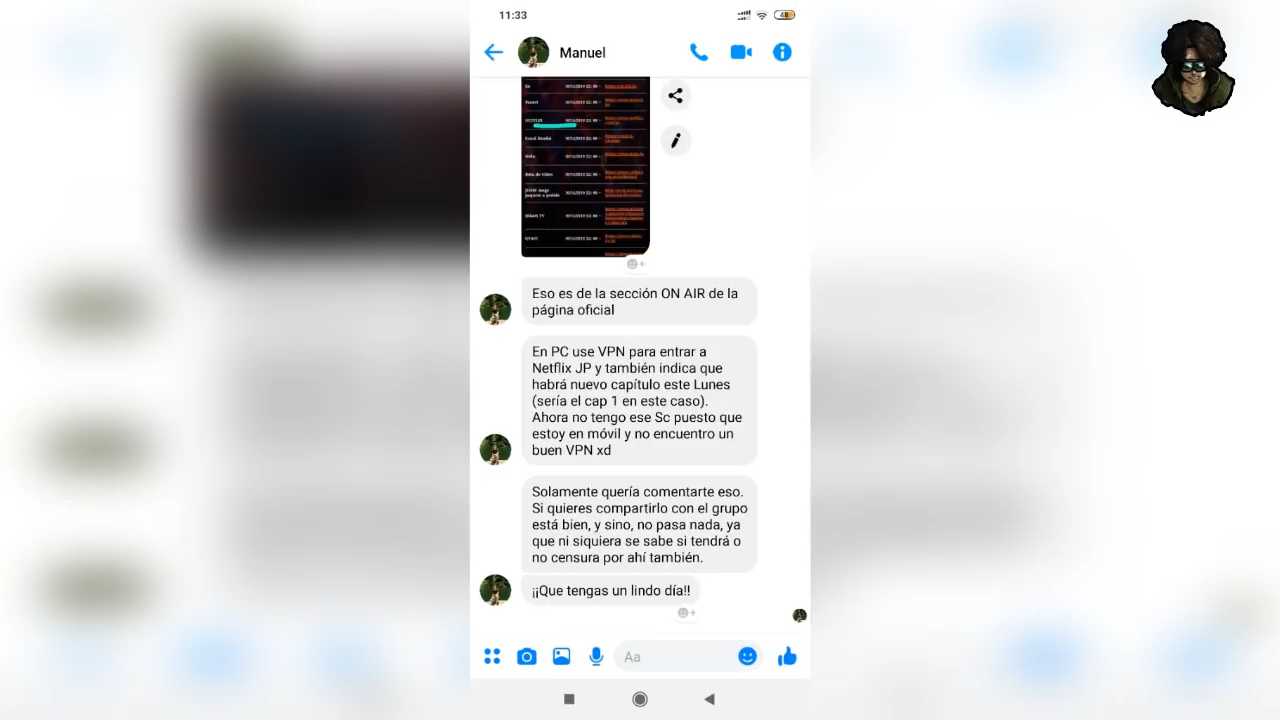 11:33
48
Manuel
Eso es de la sección ON AIR de la
página oficial
En PC use VPN para entrar a
Netflix JP y también indica que
habrá nuevo capítulo este Lunes
(sería el cap 1 en este caso).
Ahora no tengo ese Sc puesto que
estoy en móvil y no encuentro un
buen VPN xd
Solamente quería comentarte eso.
Si quieres compartirlo con el grupo
está bien, y sino, no pasa nada, ya
que ni siquiera se sabe si tendrá o
no censura por ahí también.
¡¡Que tengas un lindo día!!
Aa